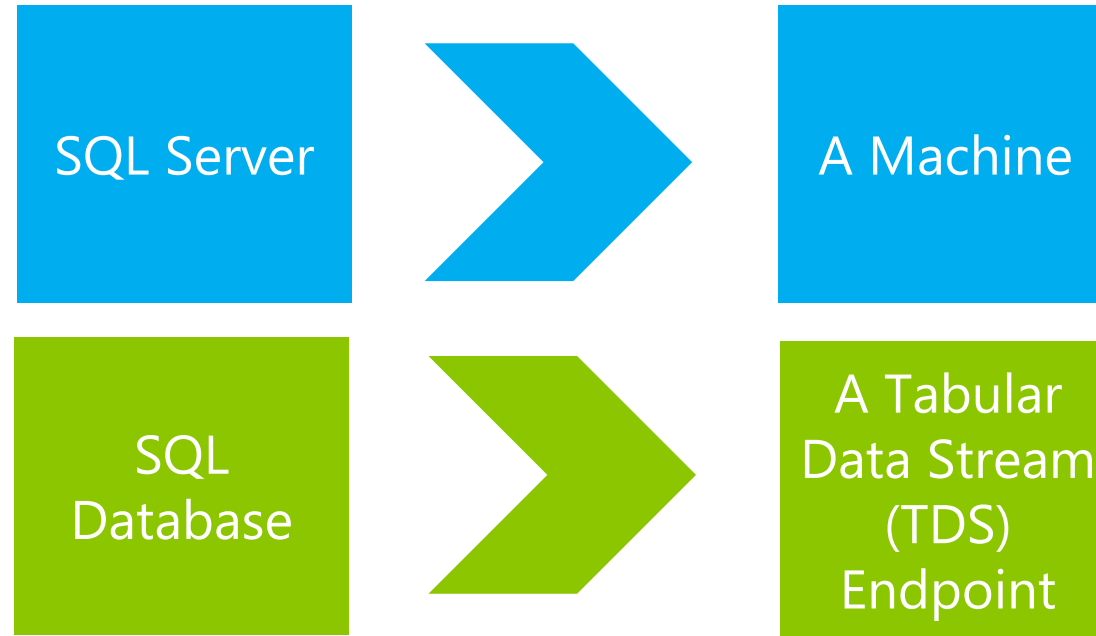 SQL Server
A Machine
SQL
Database
A Tabular
Data Stream
(TDS)
Endpoint